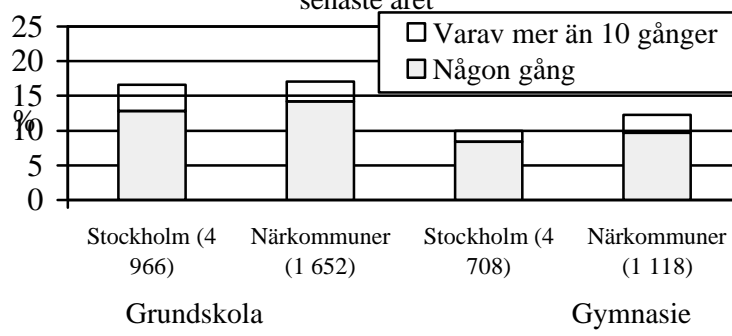 senaste året
Varav mer än 10 gånger
Någon gång
25
20
15
10
5
0
%
Stockholm (4
966)
Närkommuner
(1 652)
Stockholm (4
708)
Närkommuner
(1 118)
Grundskola
Gymnasie